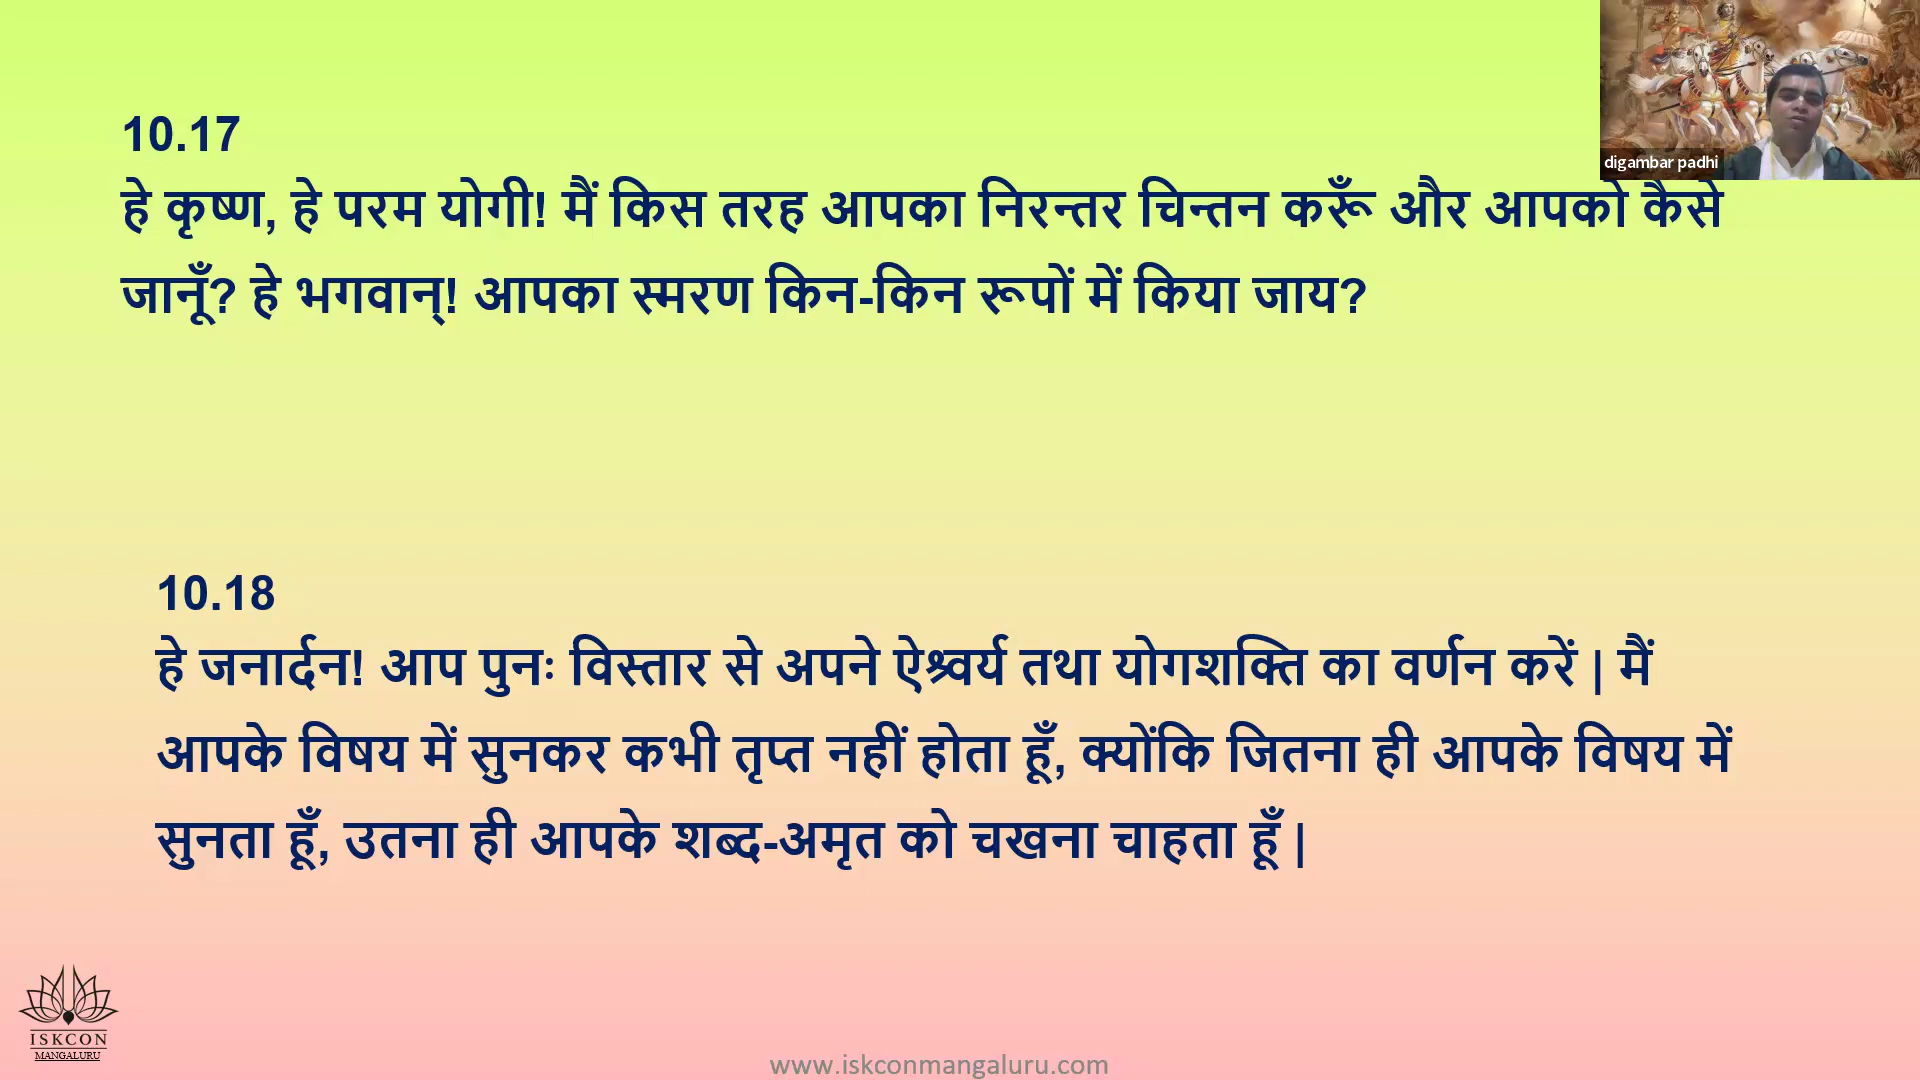 digambar padhi
10.17
हे कृष्ण, हे परम योगी! मैं किस तरह आपका निरन्तर चिन्तन करूँ और आपको कैसे
जानूँ? हे भगवान्! आपका स्मरण किन-किन रूपों में किया जाय?
10.18
हे जनार्दन! आप पुनः विस्तार से अपने ऐश्र्वर्य तथा योगशक्ति का वर्णन करें | मैं
आपके विषय में सुनकर कभी तृप्त नहीं होता हूँ, क्योंकि जितना ही आपके विषय में
सुनता हूँ, उतना ही आपके शब्द-अमृत को चखना चाहता हूँ |
ISKCON
MANGALURU
www.iskconmangaluru.com